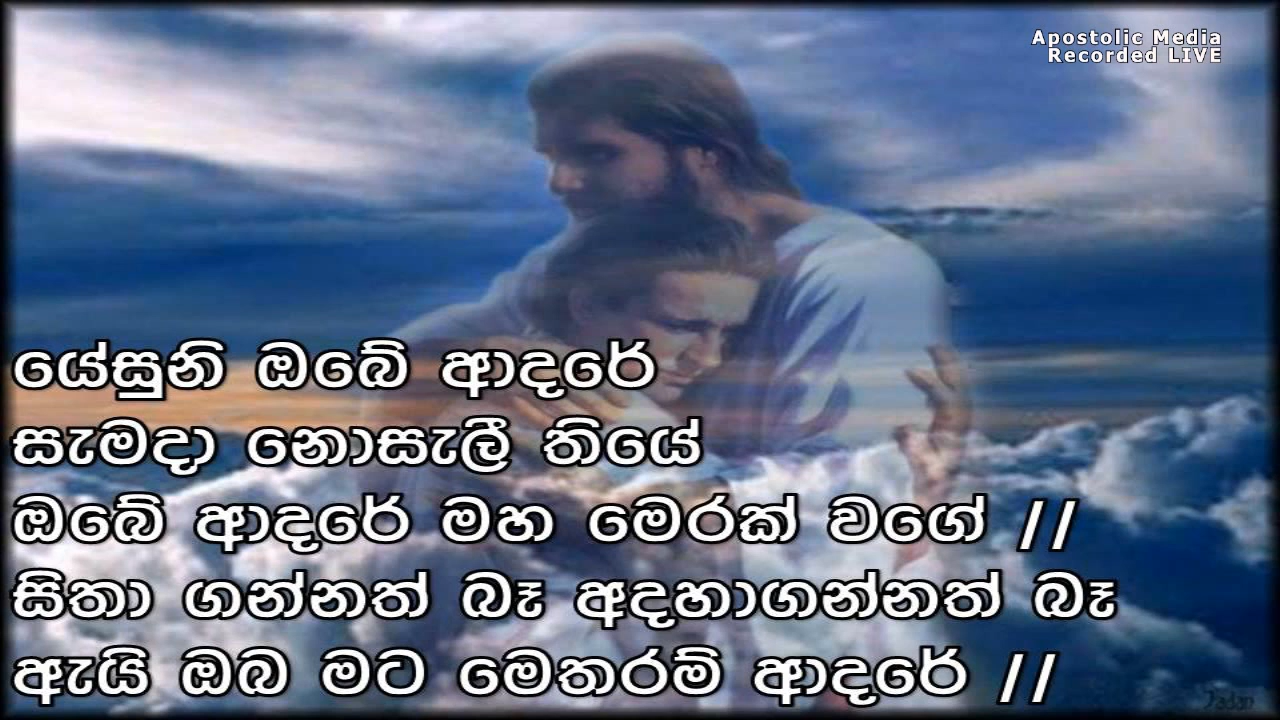 Apostolic Media
Recorded LIVE
යේසුනි ඔබේ ආදරේ
සැමදා නොසැලී තියේ
ඔබේ ආදරේ මහ මෙරක් වගේ //
සිතා ගන්නත් බෑ අදහාගන්නත් බෑ
ඇයි ඔබ මට මෙතරම් ආදරේ //